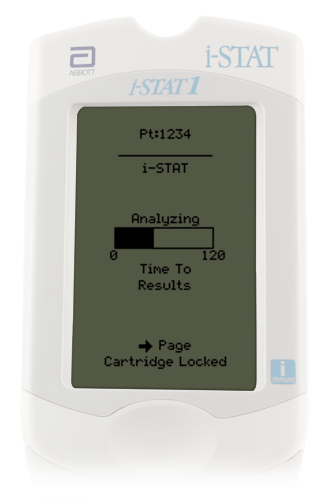 ABBOTT
i-STAT
i-STAT 1
Pt:1234
i-STAT
Analyzing
0 120
Time To
Results
➔ Page
Cartridge Locked
i